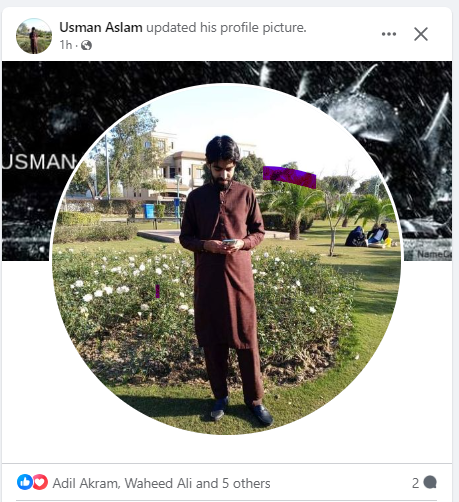 Usman Aslam updated his profile picture.
1h ·
USMAN
Adil Akram, Waheed Ali and 5 others
2